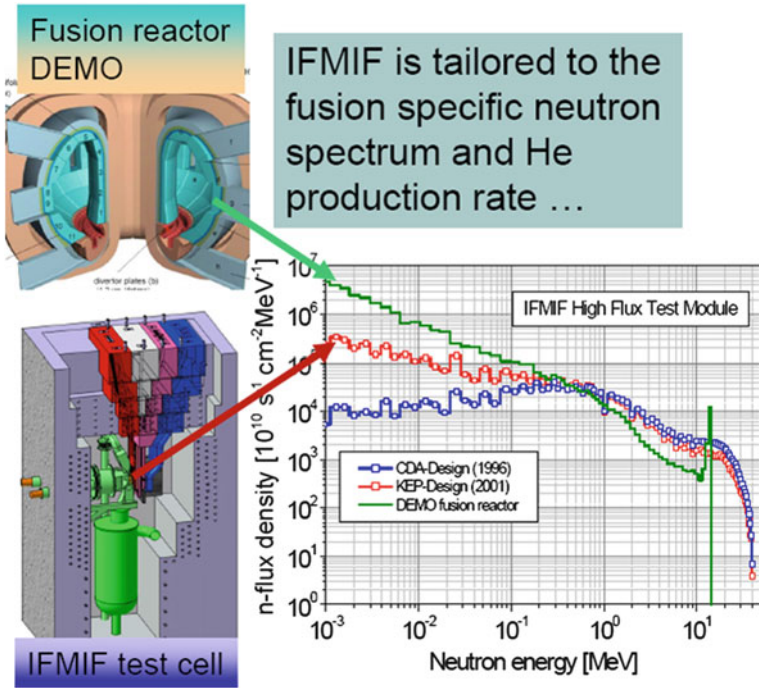 Fusion reactor
DEMO
IFMIF is tailored to the
fusion specific neutron
spectrum and He
production rate …
divertor plates (b)
IFMIF test cell
n-flux density [10¹⁰ s⁻¹ cm⁻²MeV⁻¹]
10⁷
10⁶
10⁵
10⁴
10³
10²
10¹
10⁰
IFMIF High Flux Test Module
CDA-Design (1996)
KEP-Design (2001)
DEMO fusion reactor
10⁻³ 10⁻² 10⁻¹ 10⁰ 10¹
Neutron energy [MeV]